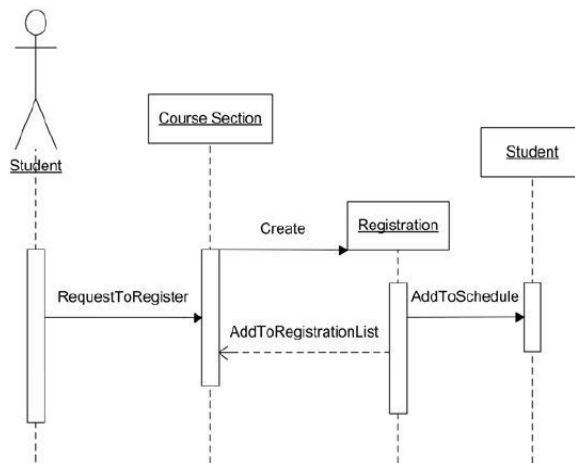 Course Section
Student
Student
Create
Registration
RequestToRegister
AddToSchedule
AddToRegistrationList